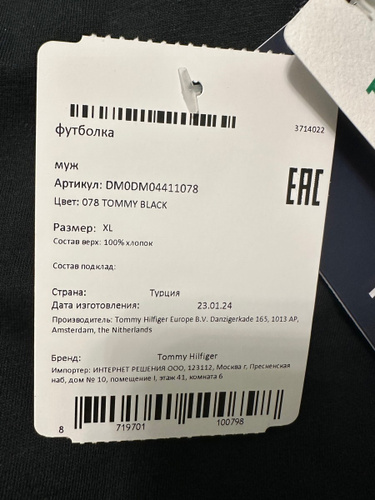 футболка
3714022
муж
Артикул: DM0DM04411078
EAC
Цвет: 078 TOMMY BLACK
Размер: XL
Состав верх: 100% хлопок
Состав подклад:
Страна: Турция
Дата изготовления: 23.01.24
Производитель: Tommy Hilfiger Europe B.V. Danzigerkade 165, 1013 AP,
Amsterdam, the Nitherlands
Бренд: Tommy Hilfiger
Импортер: ИНТЕРНЕТ РЕШЕНИЯ ООО, 123112, Москва г, Пресненская
наб, дом № 10, помещение I, этаж 41, комната 6
8 719701 100798